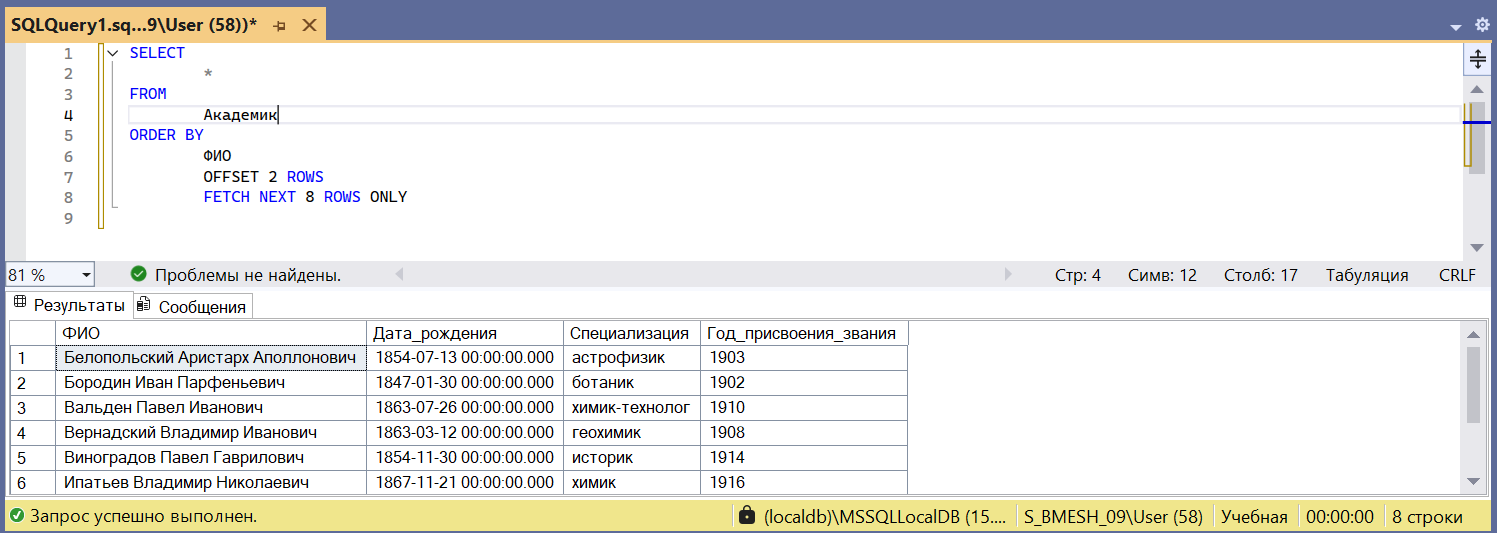 SQLQuery1.sq...9\User (58))*
1 SELECT
2 *
3 FROM
4 Академик
5 ORDER BY
6 ФИО
7 OFFSET 2 ROWS
8 FETCH NEXT 8 ROWS ONLY
9
81 % Проблемы не найдены. Стр: 4 Симв: 12 Столб: 17 Табуляция CRLF
Результаты Сообщения
ФИО Дата_рождения Специализация Год_присвоения_звания
1 Белопольский Аристарх Аполлонович 1854-07-13 00:00:00.000 астрофизик 1903
2 Бородин Иван Парфеньевич 1847-01-30 00:00:00.000 ботаник 1902
3 Вальден Павел Иванович 1863-07-26 00:00:00.000 химик-технолог 1910
4 Вернадский Владимир Иванович 1863-03-12 00:00:00.000 геохимик 1908
5 Виноградов Павел Гаврилович 1854-11-30 00:00:00.000 историк 1914
6 Ипатьев Владимир Николаевич 1867-11-21 00:00:00.000 химик 1916
Запрос успешно выполнен. (localdb)\MSSQLLocalDB (15.... S_BMESH_09\User (58) Учебная 00:00:00 8 строки